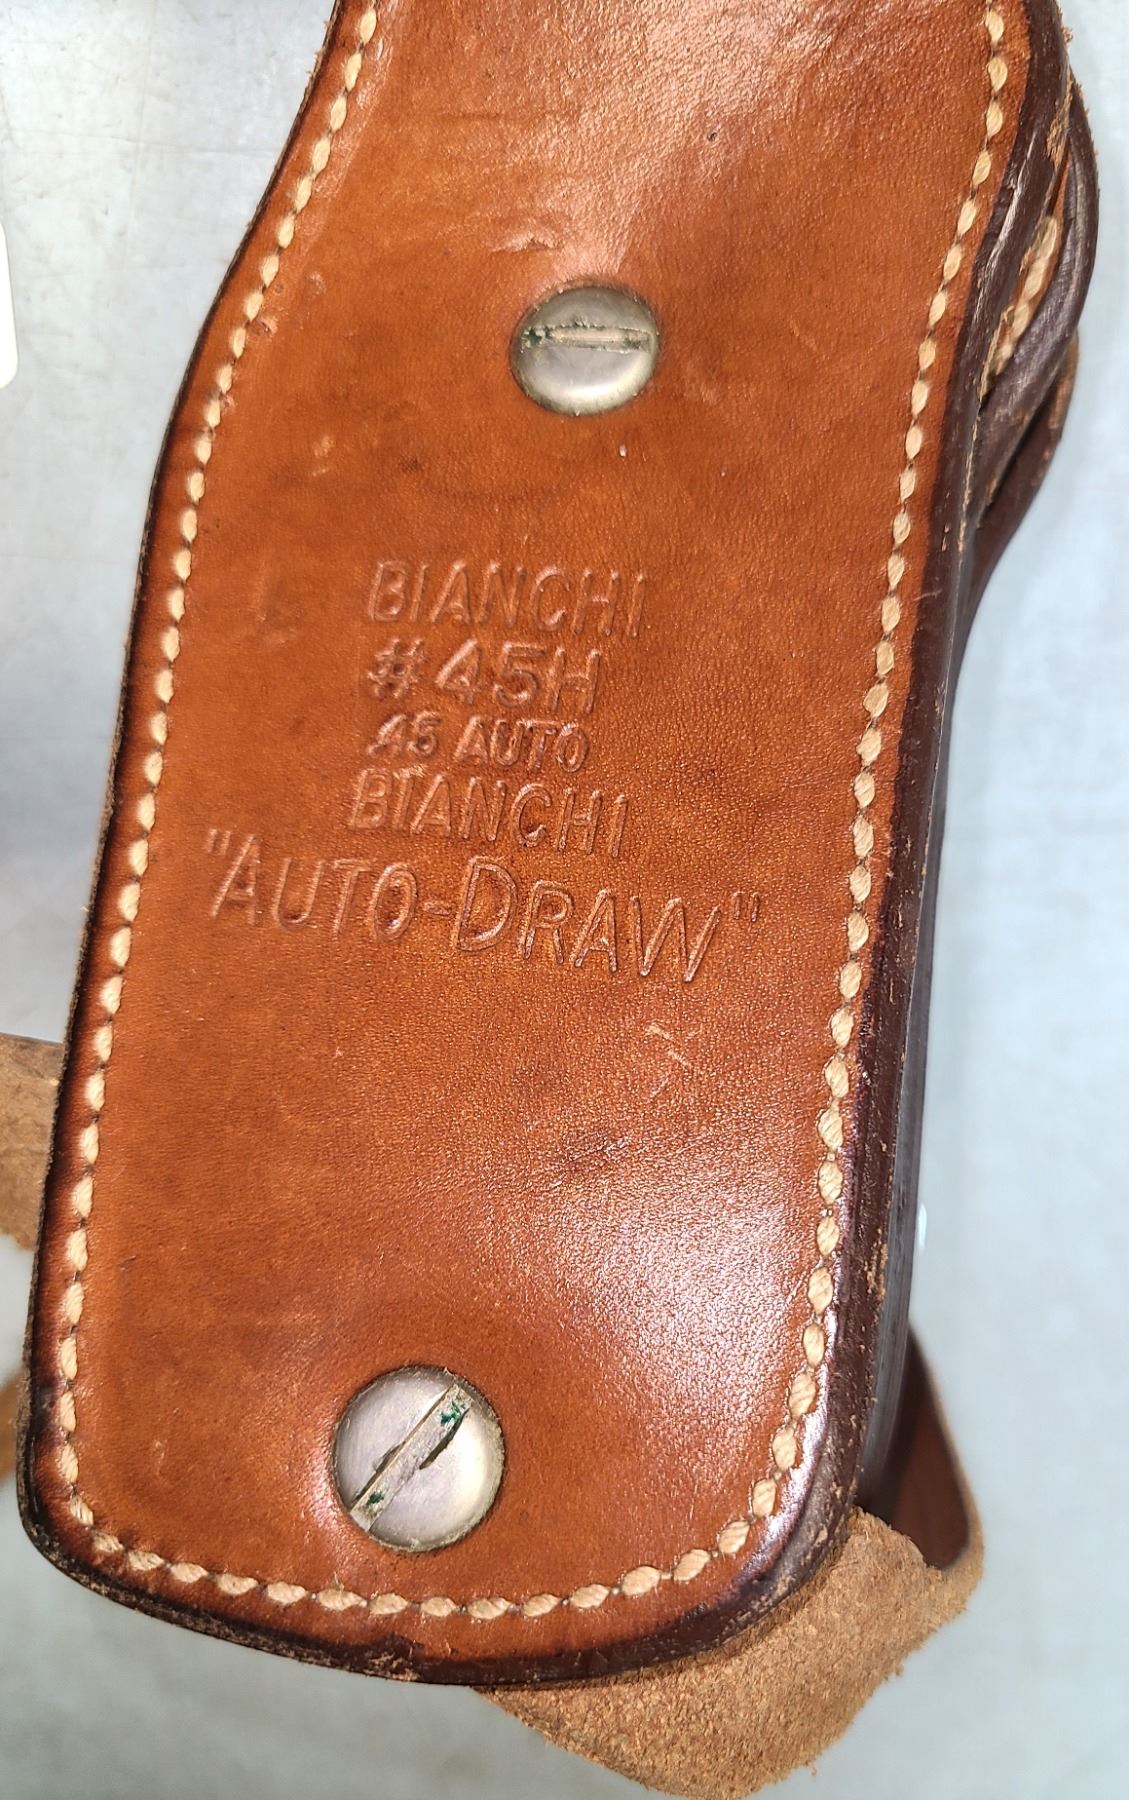 BIANCHI
#45H
.45 AUTO
BIANCHI
"AUTO-DRAW"